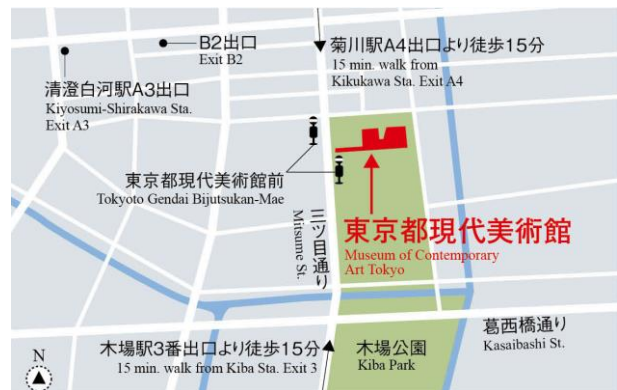 B2出口
Exit B2
菊川駅A4出口より徒歩15分
15 min. walk from
Kikukawa Sta. Exit A4
清澄白河駅A3出口
Kiyosumi-Shirakawa Sta.
Exit A3
東京都現代美術館前
Tokyoto Gendai Bijutsukan-Mae
三ツ目通り
Mitsume St.
東京都現代美術館
Museum of Contemporary
Art Tokyo
葛西橋通り
Kasaibashi St.
木場駅3番出口より徒歩15分
15 min. walk from Kiba Sta. Exit 3
木場公園
Kiba Park
N